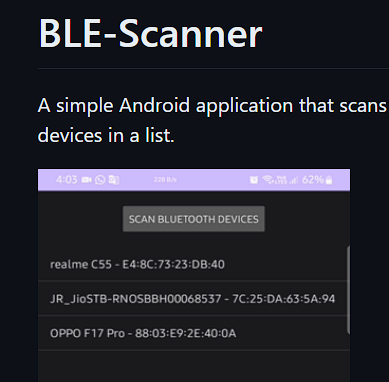 BLE-Scanner
A simple Android application that scans
devices in a list.
4:03 229 B/s 62%
SCAN BLUETOOTH DEVICES
realme C55 - E4:8C:73:23:DB:40
JR_JioSTB-RNOSBBH00068537 - 7C:25:DA:63:5A:94
OPPO F17 Pro - 88:03:E9:2E:40:0A